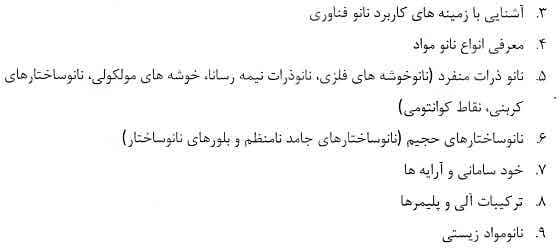 ۳. آشنایی با زمینه های کاربرد نانو فناوری
۴. معرفی انواع نانو مواد
۵. نانو ذرات منفرد (نانوخوشه های فلزی، نانوذرات نیمه رسانا، خوشه های مولکولی، نانوساختارهای
کربنی، نقاط کوانتومی)
۶. نانوساختارهای حجیم (نانوساختارهای جامد نامنظم و بلورهای نانوساختار)
۷. خود سامانی و آرایه ها
۸. ترکیبات آلی و پلیمرها
۹. نانومواد زیستی